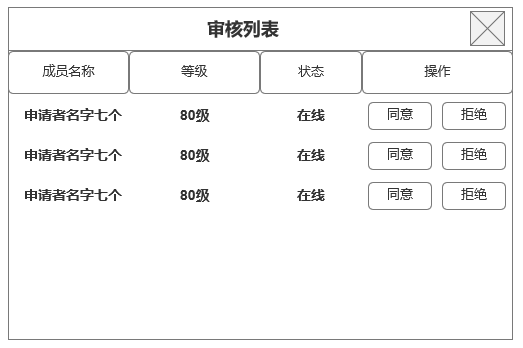 审核列表
成员名称 等级 状态 操作
申请者名字七个 80级 在线 同意 拒绝
申请者名字七个 80级 在线 同意 拒绝
申请者名字七个 80级 在线 同意 拒绝